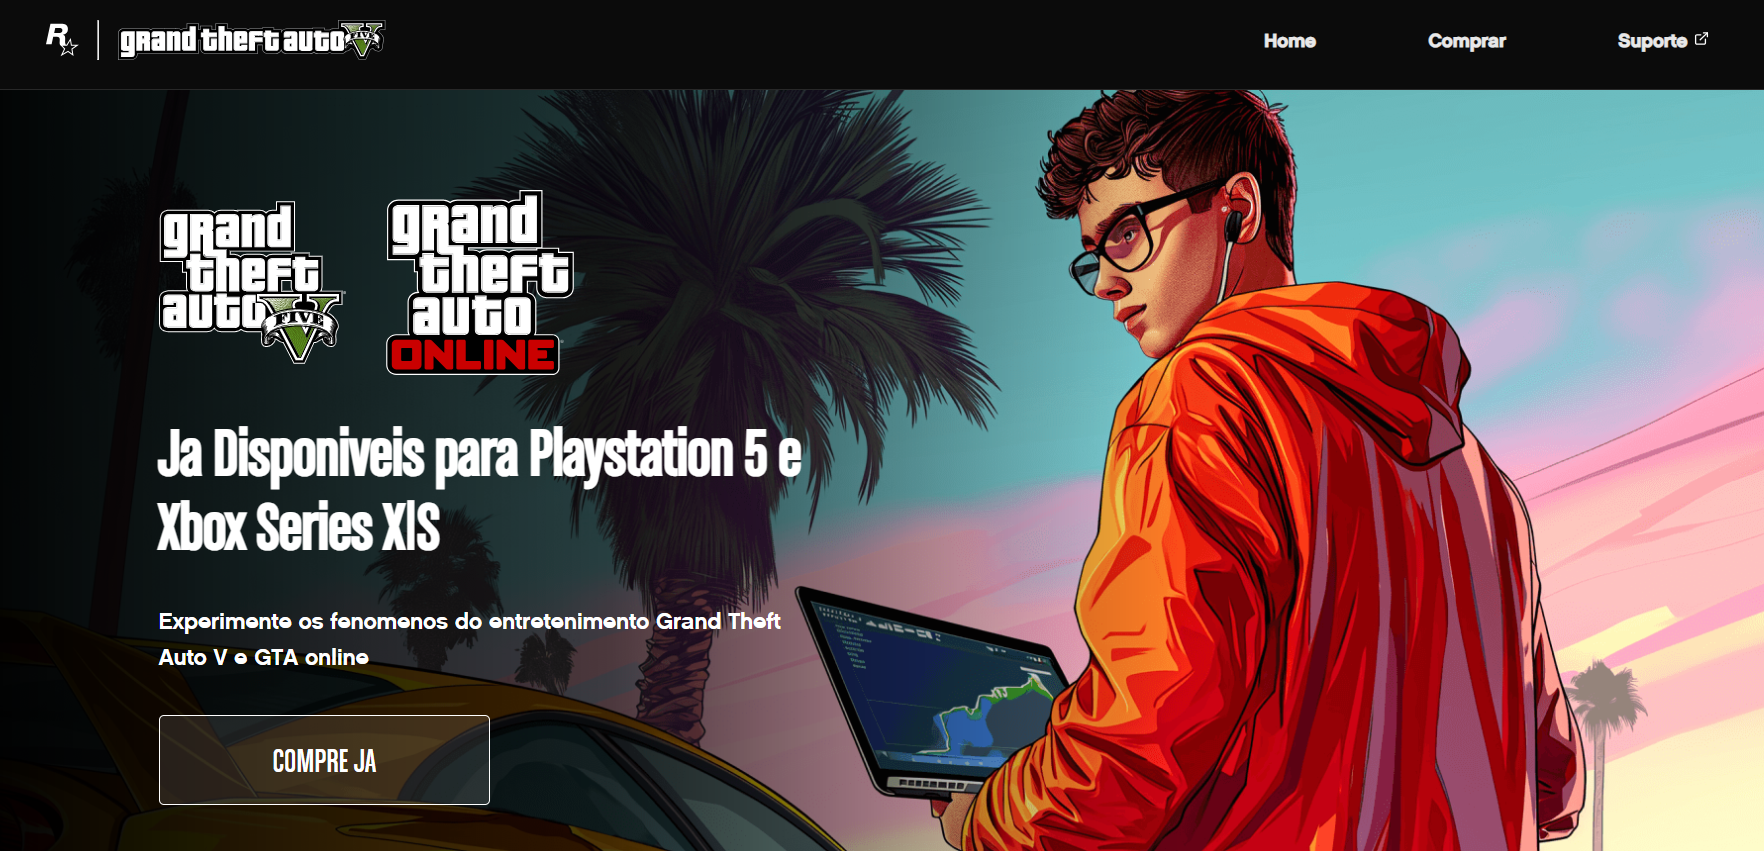 R
grand theft auto V
FIVE
Home
Comprar
Suporte
grand
theft
auto V
FIVE
grand
theft
auto
ONLINE
Ja Disponiveis para Playstation 5 e
Xbox Series X|S
Experimente os fenomenos do entretenimento Grand Theft
Auto V e GTA online
COMPRE JA